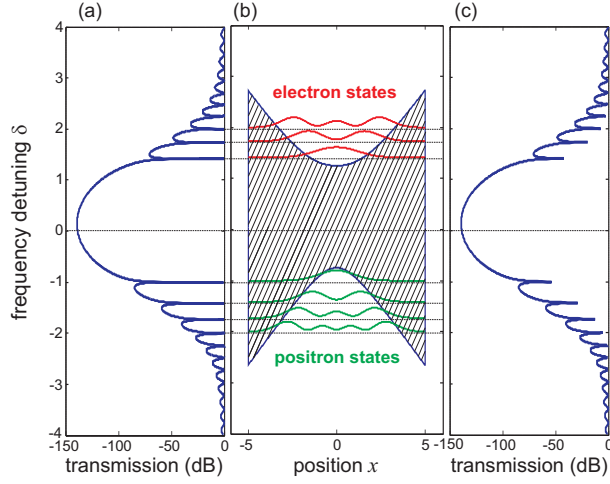 (a) (b) (c)
4
3
2
1
0
-1
-2
-3
-4
frequency detuning δ
-150 -100 -50 0
transmission (dB)
electron states
positron states
-5 0 5
position x
-150 -100 -50 0
transmission (dB)